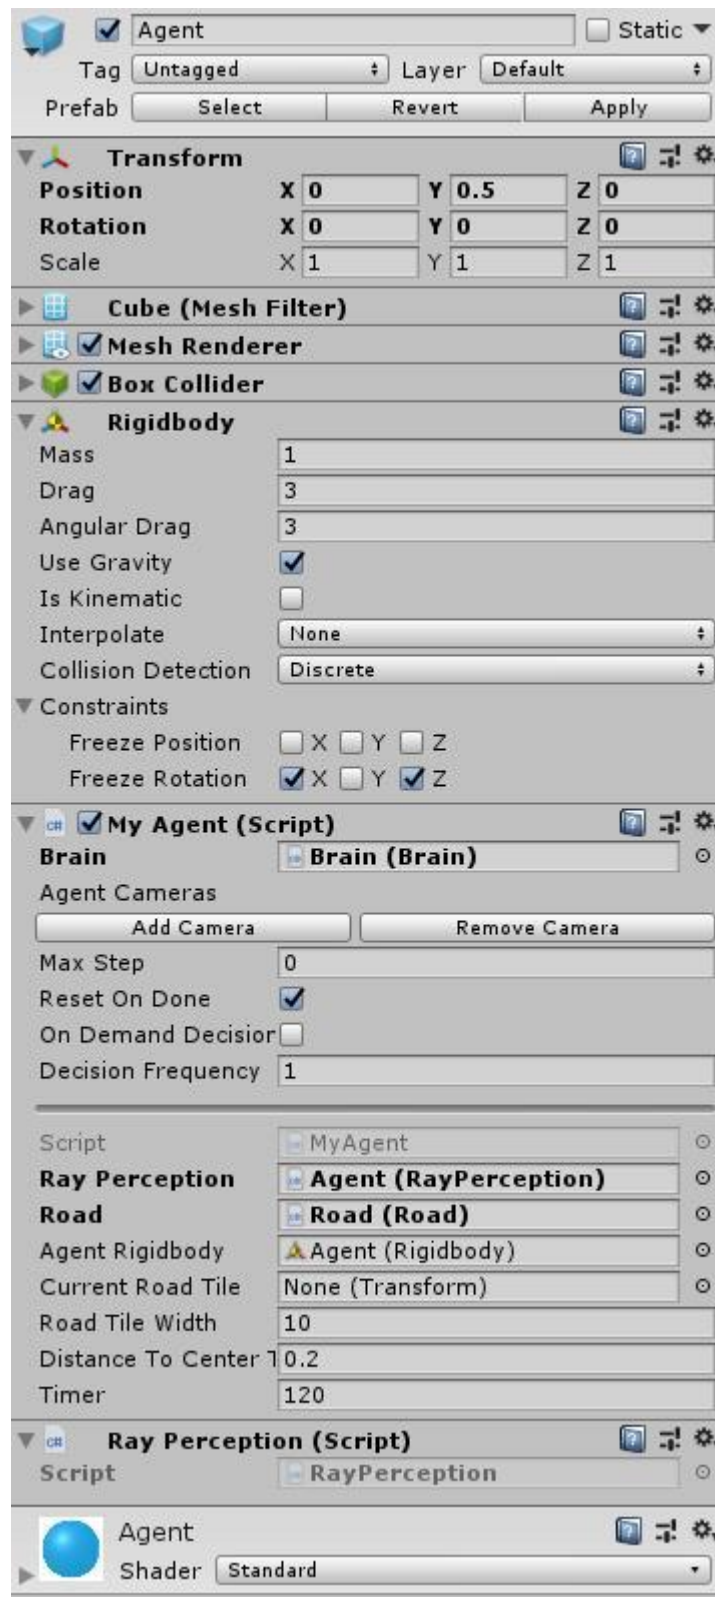 Agent Static
Tag Untagged Layer Default
Prefab Select Revert Apply
Transform
Position X 0 Y 0.5 Z 0
Rotation X 0 Y 0 Z 0
Scale X 1 Y 1 Z 1
Cube (Mesh Filter)
Mesh Renderer
Box Collider
Rigidbody
Mass 1
Drag 3
Angular Drag 3
Use Gravity
Is Kinematic
Interpolate None
Collision Detection Discrete
Constraints
Freeze Position X Y Z
Freeze Rotation X Y Z
My Agent (Script)
Brain Brain (Brain)
Agent Cameras
Add Camera Remove Camera
Max Step 0
Reset On Done
On Demand Decisior
Decision Frequency 1
Script MyAgent
Ray Perception Agent (RayPerception)
Road Road (Road)
Agent Rigidbody Agent (Rigidbody)
Current Road Tile None (Transform)
Road Tile Width 10
Distance To Center T 0.2
Timer 120
Ray Perception (Script)
Script RayPerception
Agent
Shader Standard